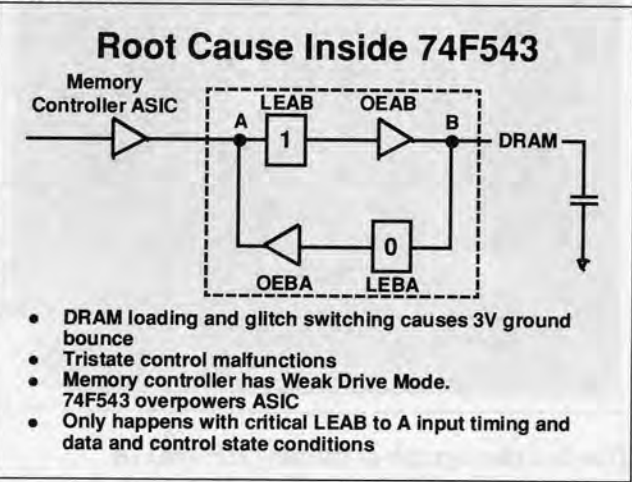 Root Cause Inside 74F543
Memory
Controller ASIC
LEAB
OEAB
A
1
B
DRAM
0
OEBA
LEBA
• DRAM loading and glitch switching causes 3V ground
bounce
• Tristate control malfunctions
• Memory controller has Weak Drive Mode.
74F543 overpowers ASIC
• Only happens with critical LEAB to A input timing and
data and control state conditions